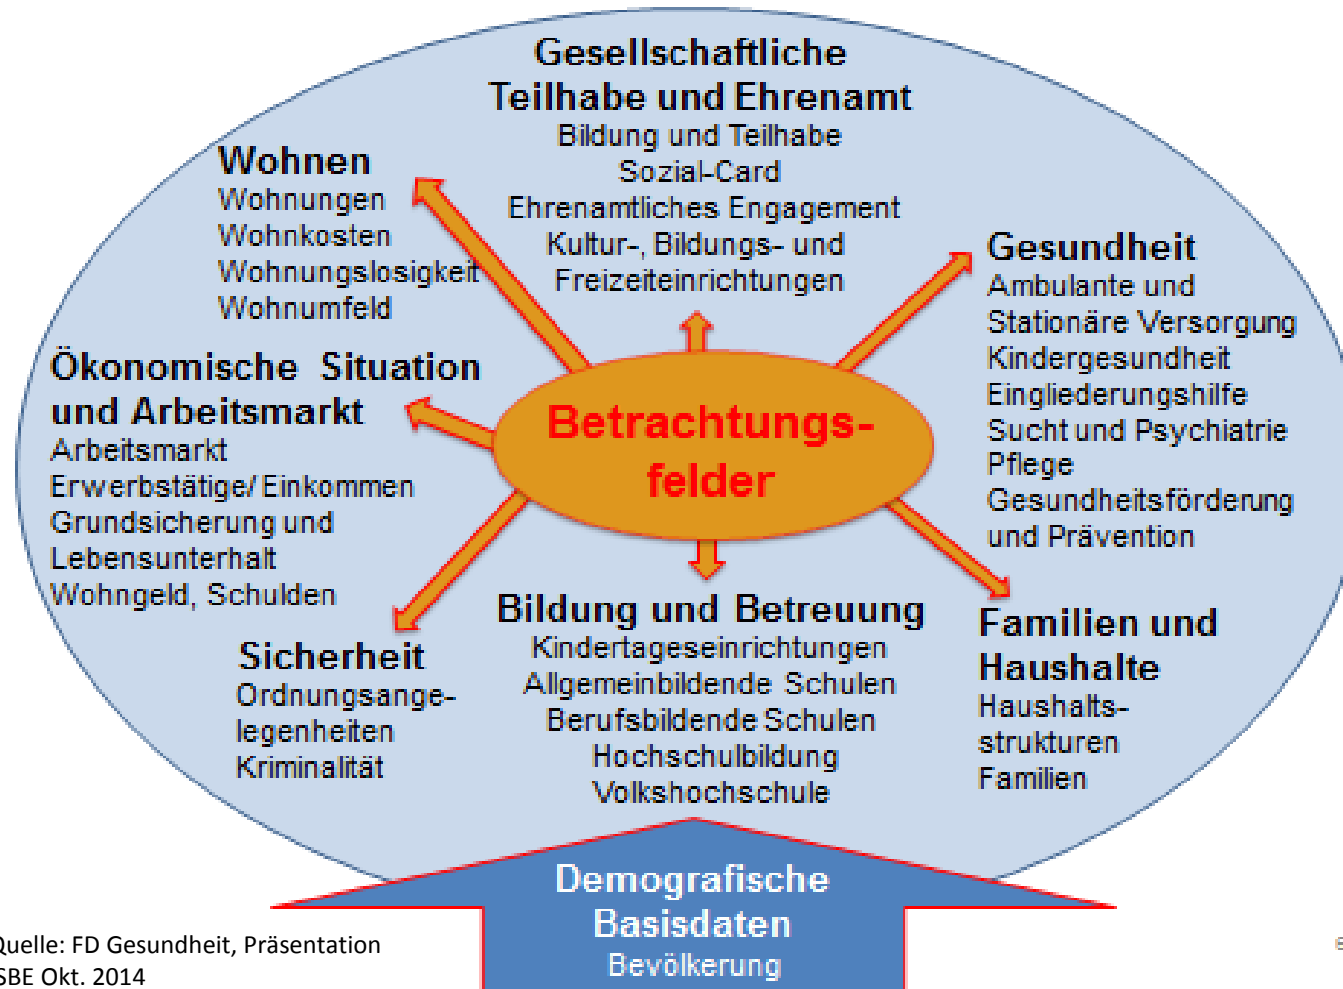 Gesellschaftliche
Teilhabe und Ehrenamt
Bildung und Teilhabe
Sozial-Card
Ehrenamtliches Engagement
Kultur-, Bildungs- und
Freizeiteinrichtungen
Wohnen
Wohnungen
Wohnkosten
Wohnungslosigkeit
Wohnumfeld
Gesundheit
Ambulante und
Stationäre Versorgung
Kindergesundheit
Eingliederungshilfe
Sucht und Psychiatrie
Pflege
Gesundheitsförderung
und Prävention
Ökonomische Situation
und Arbeitsmarkt
Arbeitsmarkt
Erwerbstätige/ Einkommen
Grundsicherung und
Lebensunterhalt
Wohngeld, Schulden
Betrachtungs-
felder
Sicherheit
Ordnungsange-
legenheiten
Kriminalität
Bildung und Betreuung
Kindertageseinrichtungen
Allgemeinbildende Schulen
Berufsbildende Schulen
Hochschulbildung
Volkshochschule
Familien und
Haushalte
Haushalts-
strukturen
Familien
Demografische
Basisdaten
Bevölkerung
Quelle: FD Gesundheit, Präsentation
SBE Okt. 2014